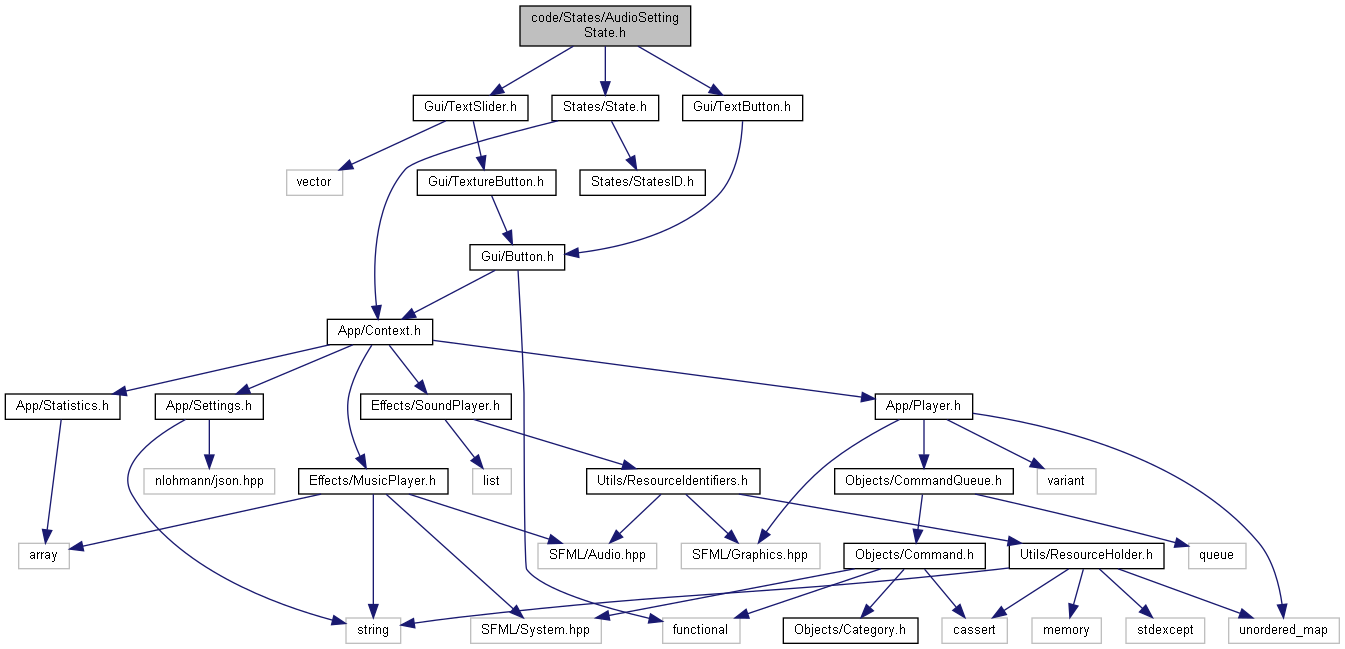 code/States/AudioSetting
State.h
Gui/TextSlider.h
States/State.h
Gui/TextButton.h
vector
Gui/TextureButton.h
States/StatesID.h
Gui/Button.h
App/Context.h
App/Statistics.h
App/Settings.h
Effects/SoundPlayer.h
App/Player.h
nlohmann/json.hpp
Effects/MusicPlayer.h
list
Utils/ResourceIdentifiers.h
Objects/CommandQueue.h
variant
array
SFML/Audio.hpp
SFML/Graphics.hpp
Objects/Command.h
Utils/ResourceHolder.h
queue
string
SFML/System.hpp
functional
Objects/Category.h
cassert
memory
stdexcept
unordered_map